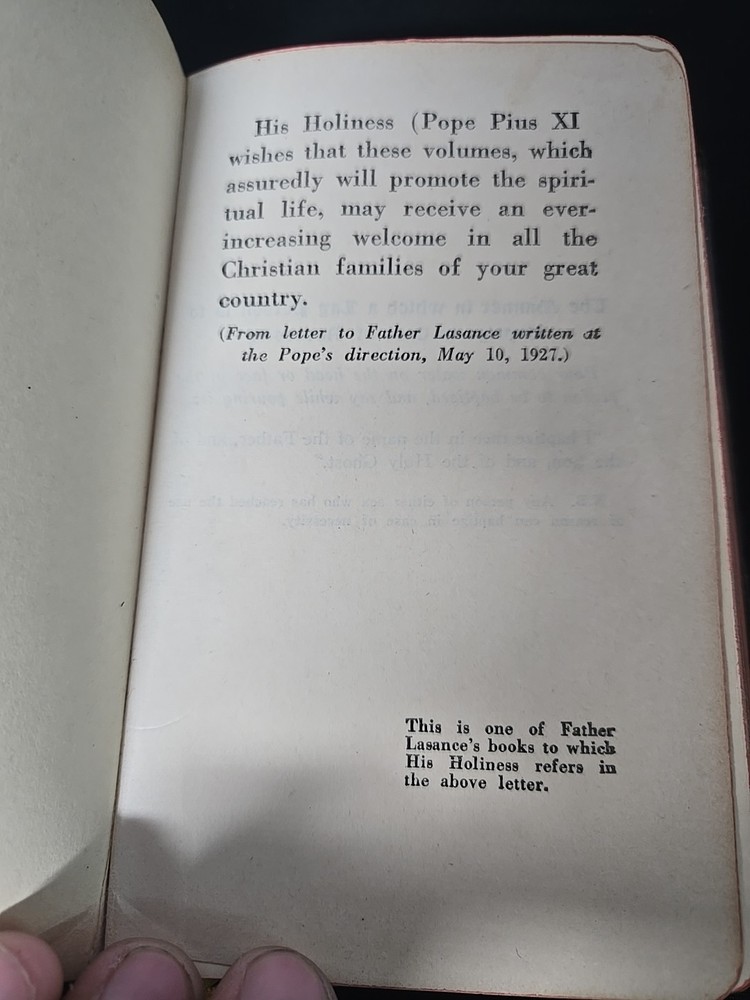 His Holiness (Pope Pius XI
wishes that these volumes, which
assuredly will promote the spiri-
tual life, may receive an ever-
increasing welcome in all the
Christian families of your great
country.
(From letter to Father Lasance written at
the Pope's direction, May 10, 1927.)
This is one of Father
Lasance's books to which
His Holiness refers in
the above letter.